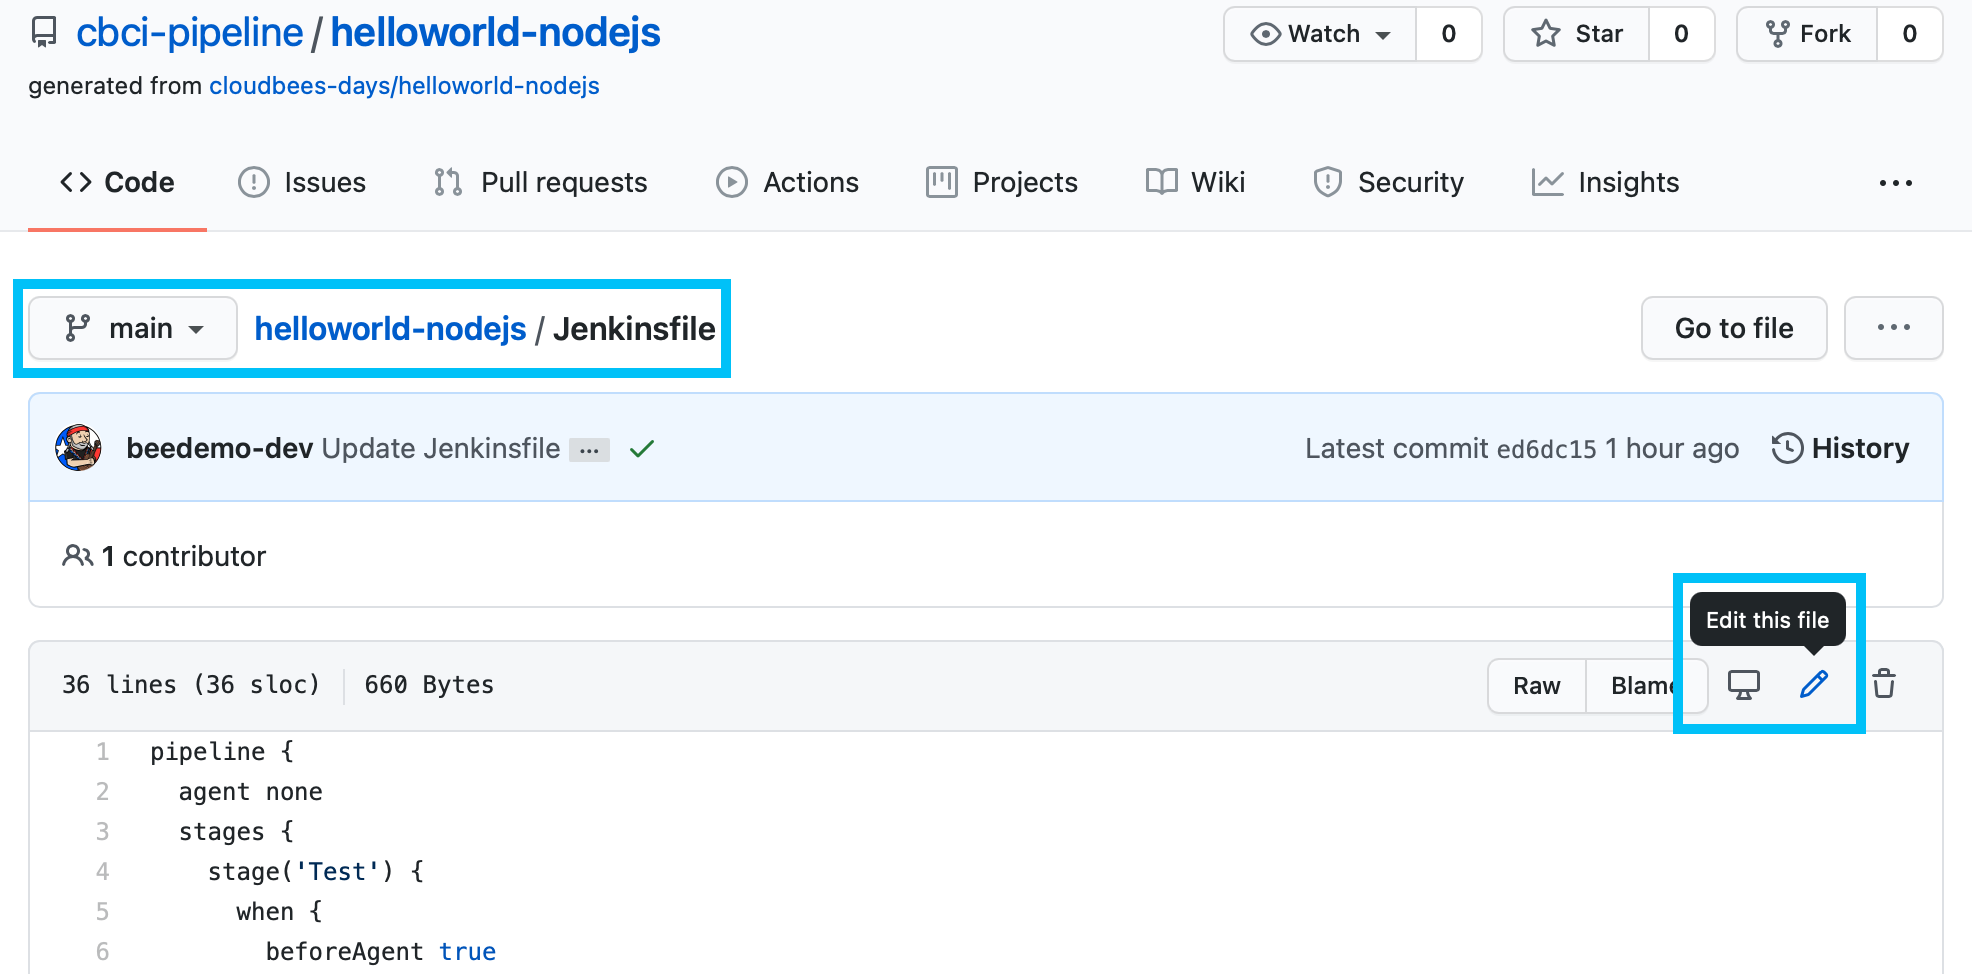 cbci-pipeline / helloworld-nodejs
Watch 0 Star 0 Fork 0
generated from cloudbees-days/helloworld-nodejs
Code Issues Pull requests Actions Projects Wiki Security Insights ...
main helloworld-nodejs / Jenkinsfile
Go to file ...
beedemo-dev Update Jenkinsfile ...
Latest commit ed6dc15 1 hour ago History
1 contributor
Edit this file
36 lines (36 sloc) 660 Bytes
Raw Blame
1 pipeline {
2 agent none
3 stages {
4 stage('Test') {
5 when {
6 beforeAgent true